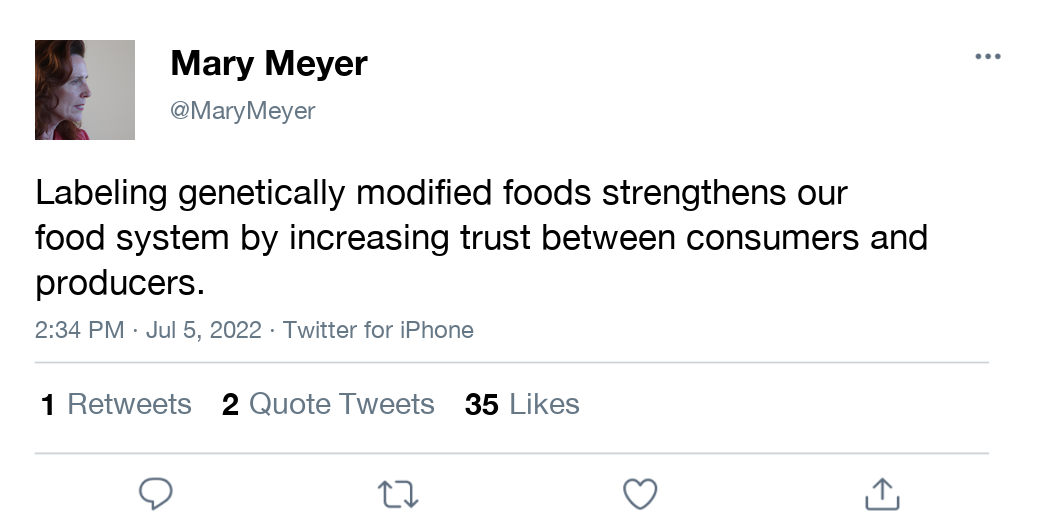 Mary Meyer
@MaryMeyer
Labeling genetically modified foods strengthens our
food system by increasing trust between consumers and
producers.
2:34 PM · Jul 5, 2022 · Twitter for iPhone
1 Retweets 2 Quote Tweets 35 Likes